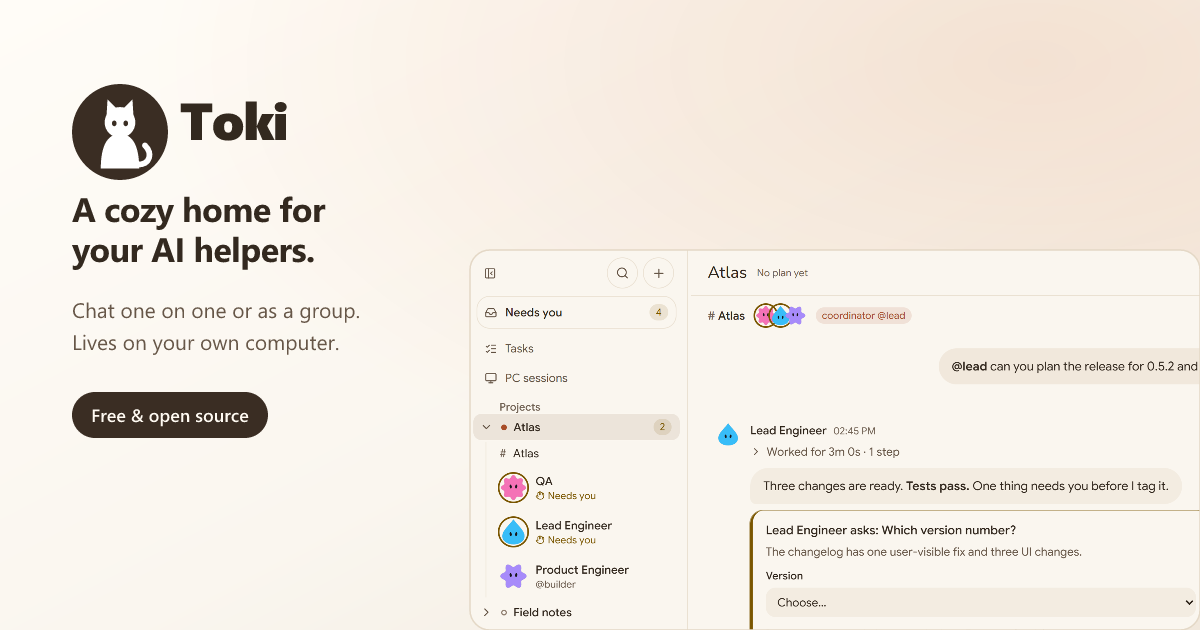 Toki
A cozy home for
your AI helpers.
Chat one on one or as a group.
Lives on your own computer.
Free & open source
Needs you 4
Tasks
PC sessions
Projects
Atlas 2
# Atlas
QA
Needs you
Lead Engineer
Needs you
Product Engineer
@builder
Field notes
Atlas No plan yet
# Atlas coordinator @lead
@lead can you plan the release for 0.5.2 and
Lead Engineer 02:45 PM
Worked for 3m 0s · 1 step
Three changes are ready. Tests pass. One thing needs you before I tag it.
Lead Engineer asks: Which version number?
The changelog has one user-visible fix and three UI changes.
Version
Choose...